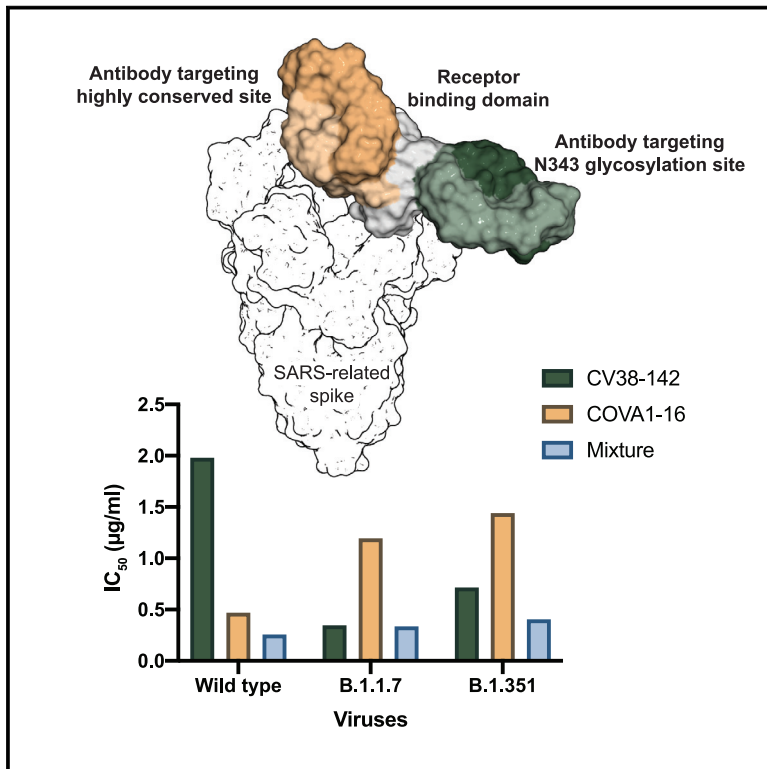 Antibody targeting
highly conserved site
Receptor
binding domain
Antibody targeting
N343 glycosylation site
SARS-related
spike
CV38-142
COVA1-16
Mixture
IC50 (μg/ml)
2.5
2.0
1.5
1.0
0.5
0.0
Wild type
B.1.1.7
B.1.351
Viruses